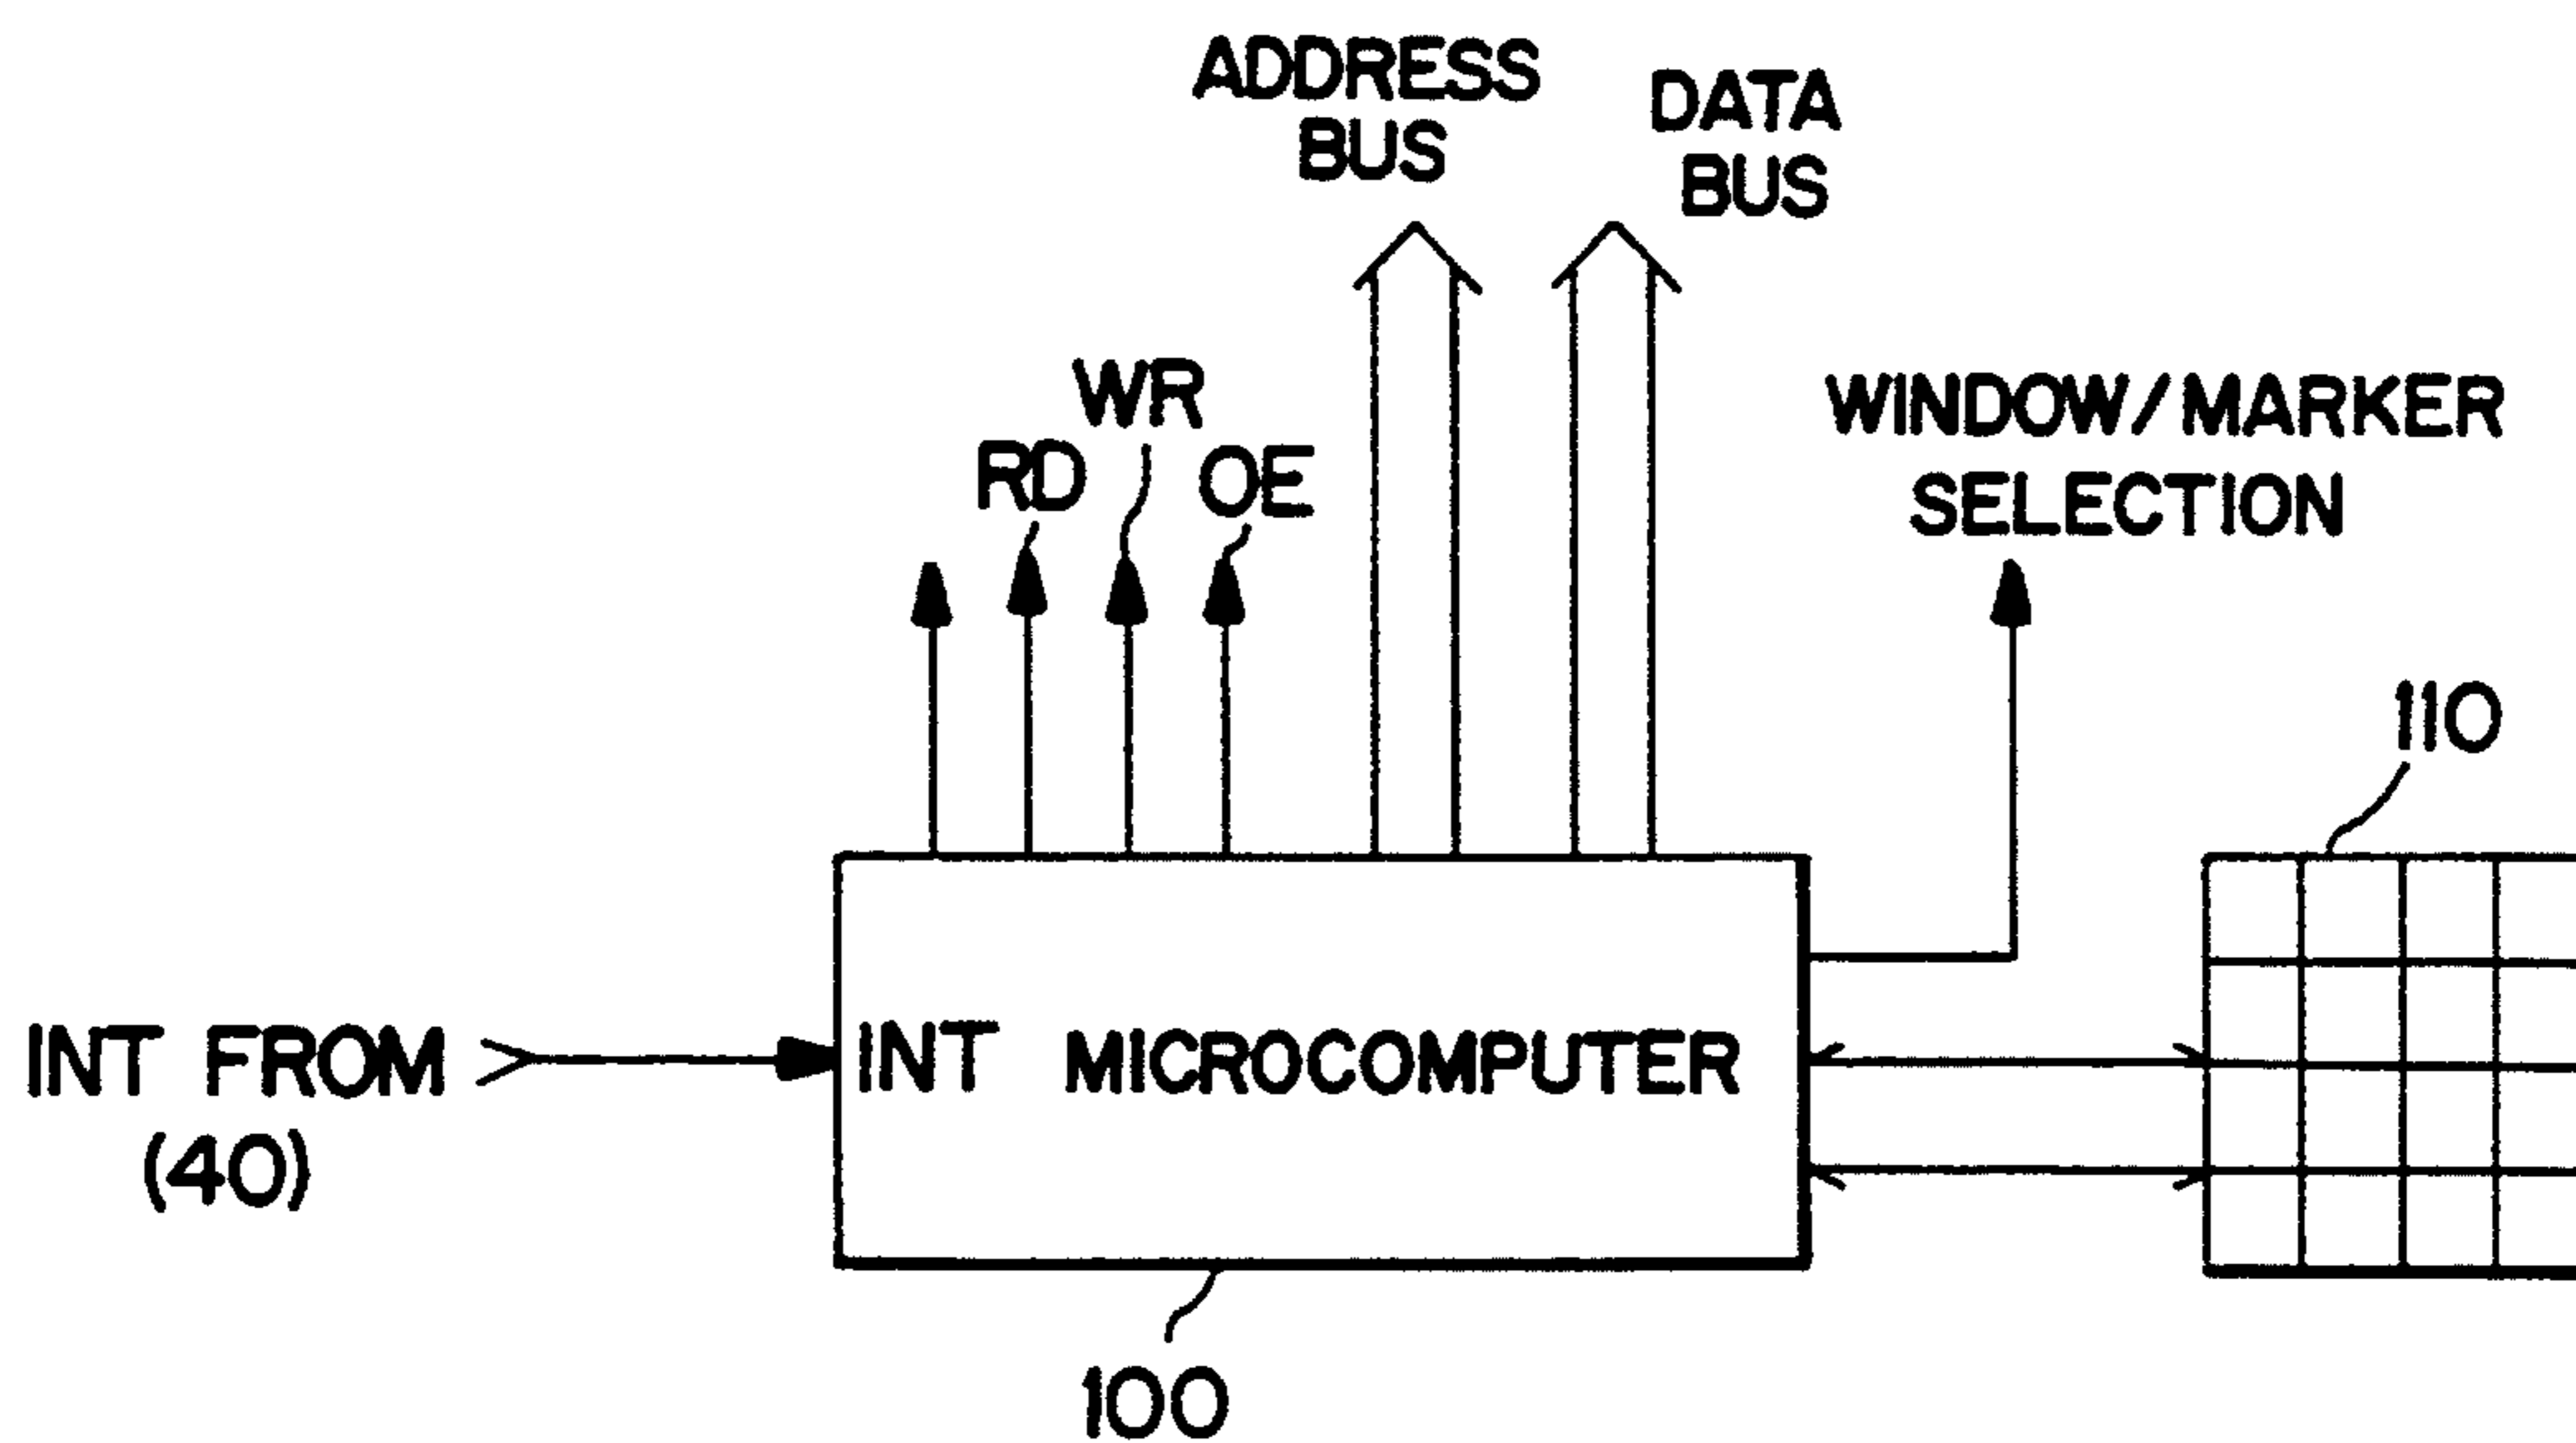 ADDRESS
BUS
DATA
BUS
WR
RD
OE
WINDOW/MARKER
SELECTION
110
INT FROM
(40)
INT
MICROCOMPUTER
100